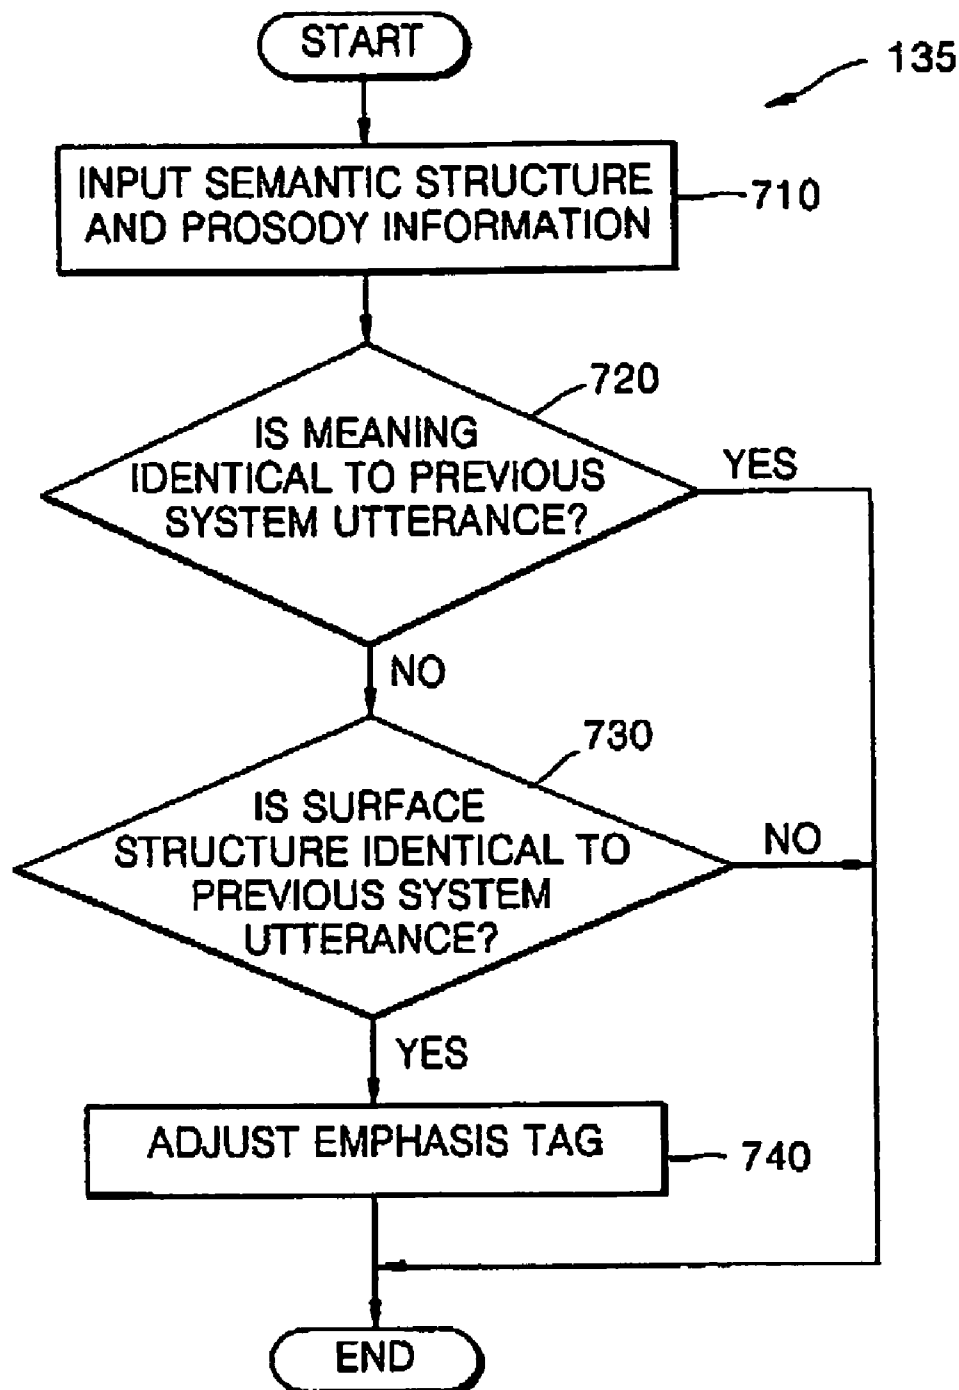 START
135
INPUT SEMANTIC STRUCTURE
AND PROSODY INFORMATION
710
720
IS MEANING
IDENTICAL TO PREVIOUS
SYSTEM UTTERANCE?
YES
NO
730
IS SURFACE
STRUCTURE IDENTICAL TO
PREVIOUS SYSTEM
UTTERANCE?
NO
YES
ADJUST EMPHASIS TAG
740
END